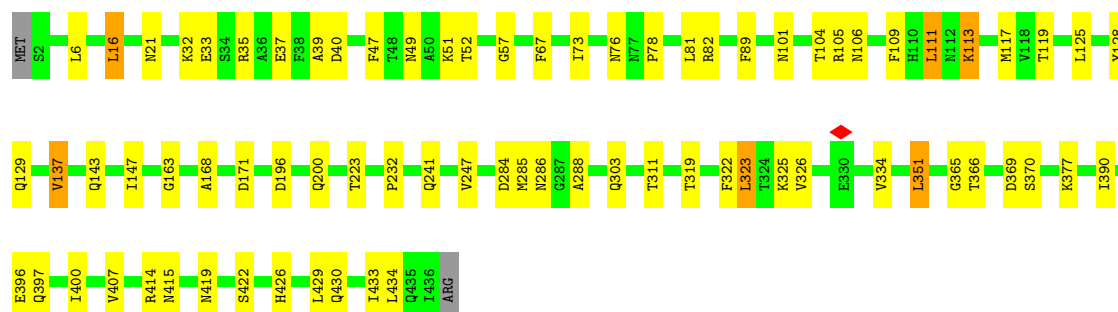 MET S2 L6 L16 N21 K32 E33 S34 R35 A36 E37 F38 A39 D40 F47 T48 N49 A50 K51 T52 G57 F67 I73 N76 N77 P78 L81 R82 F89 N101 T104 R105 N106 F109 H110 L111 N112 K113 M117 V118 T119 L125 Y128
Q129 V137 Q143 I147 G163 A168 D171 D196 Q200 T223 P232 Q241 V247 D284 M285 N286 G287 A288 Q303 T311 T319 F322 L323 T324 K325 V326 E330 V334 L351 G365 T366 D369 S370 K377 I390
E396 Q397 I400 V407 R414 N415 N419 S422 H426 L429 Q430 I433 L434 Q435 I436 ARG